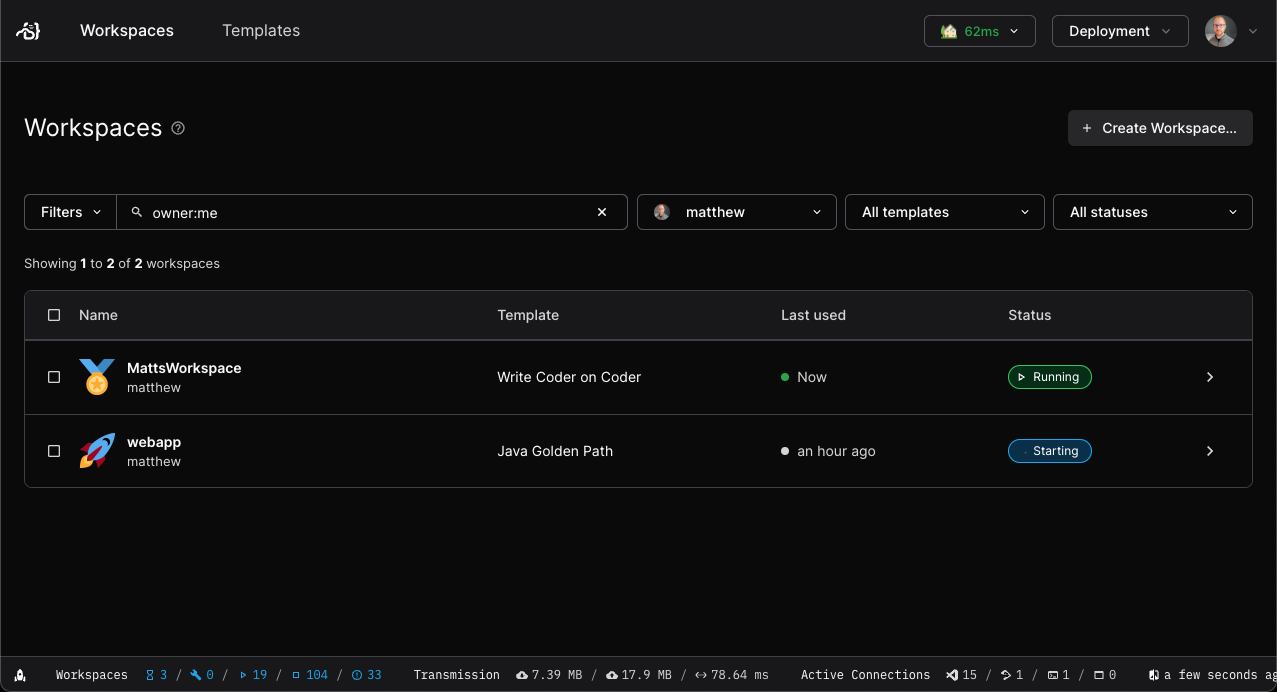 Workspaces Templates 62ms Deployment
Workspaces Create Workspace...
Filters owner:me matthew All templates All statuses
Showing 1 to 2 of 2 workspaces
Name Template Last used Status
MattsWorkspace
matthew
Write Coder on Coder Now Running
webapp
matthew
Java Golden Path an hour ago Starting
Workspaces 3 / 0 / 19 / 104 / 33 Transmission 7.39 MB / 17.9 MB / 78.64 ms Active Connections 15 / 1 / 1 / 0 a few seconds ag